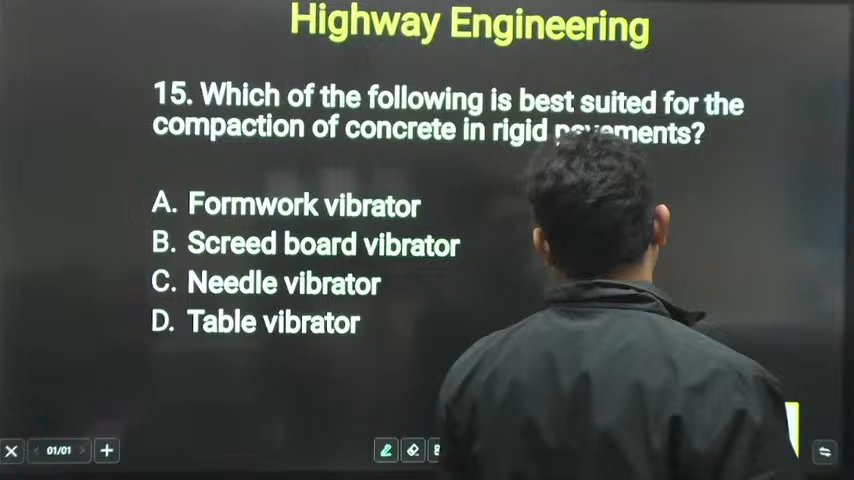 Highway Engineering
15. Which of the following is best suited for the
compaction of concrete in rigid pavements?
A. Formwork vibrator
B. Screed board vibrator
C. Needle vibrator
D. Table vibrator
01/01